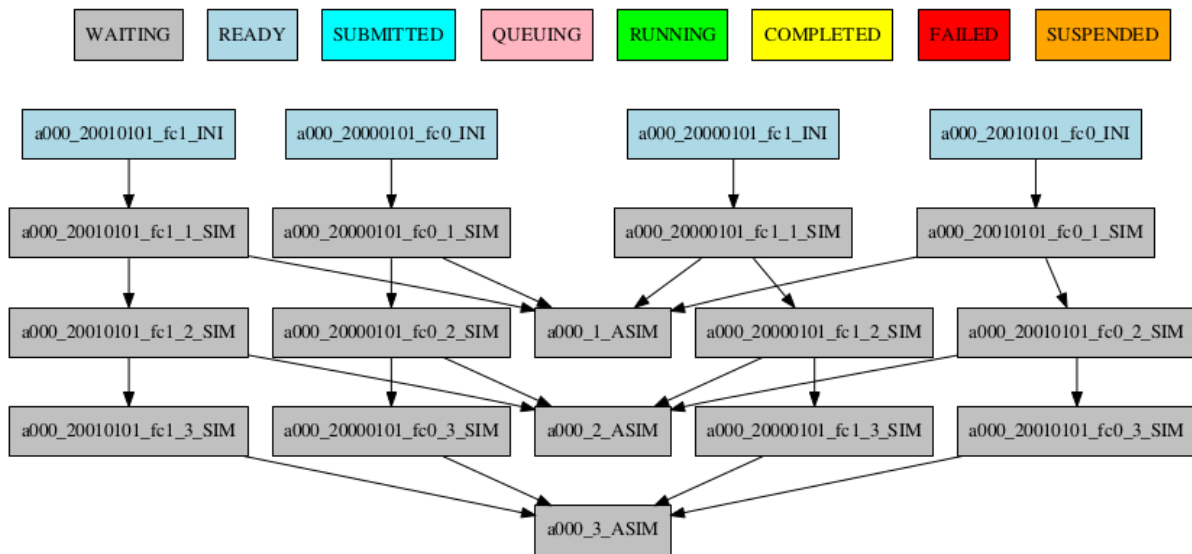 WAITING READY SUBMITTED QUEUING RUNNING COMPLETED FAILED SUSPENDED
a000_20010101_fc1_INI a000_20000101_fc0_INI a000_20000101_fc1_INI a000_20010101_fc0_INI
a000_20010101_fc1_1_SIM a000_20000101_fc0_1_SIM a000_20000101_fc1_1_SIM a000_20010101_fc0_1_SIM
a000_20010101_fc1_2_SIM a000_20000101_fc0_2_SIM a000_1_ASIM a000_20000101_fc1_2_SIM a000_20010101_fc0_2_SIM
a000_20010101_fc1_3_SIM a000_20000101_fc0_3_SIM a000_2_ASIM a000_20000101_fc1_3_SIM a000_20010101_fc0_3_SIM
a000_3_ASIM